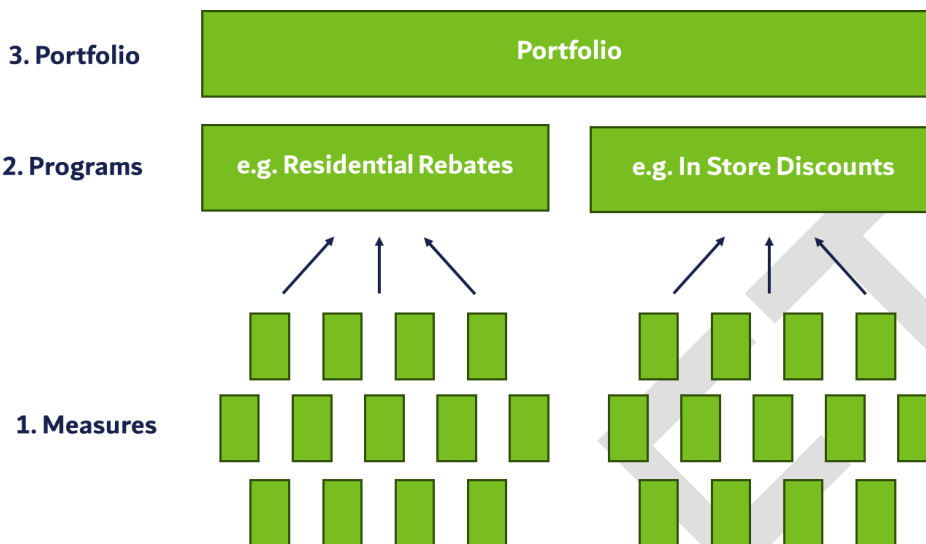 3. Portfolio
Portfolio
2. Programs
e.g. Residential Rebates
e.g. In Store Discounts
1. Measures